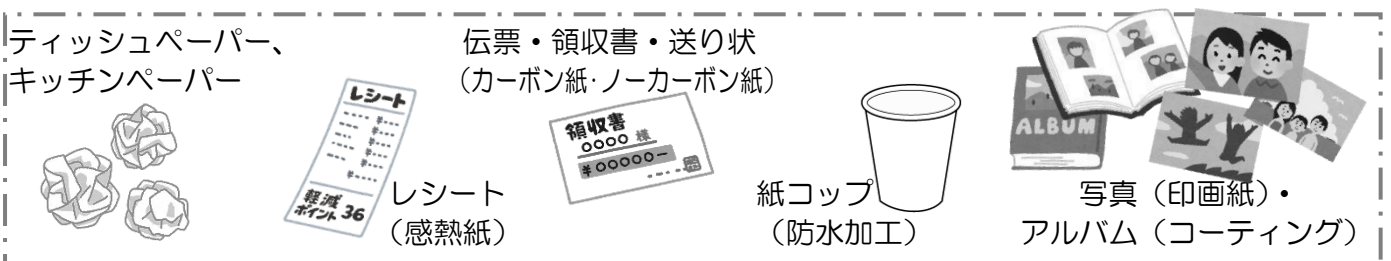 ティッシュペーパー、
キッチンペーパー
レシート
軽減
ポイント 36
レシート
（感熱紙）
伝票・領収書・送り状
（カーボン紙・ノーカーボン紙）
領収書
○○○○ 様
¥ ○○○○○−
紙コップ
（防水加工）
ALBUM
写真（印画紙）・
アルバム（コーティング）